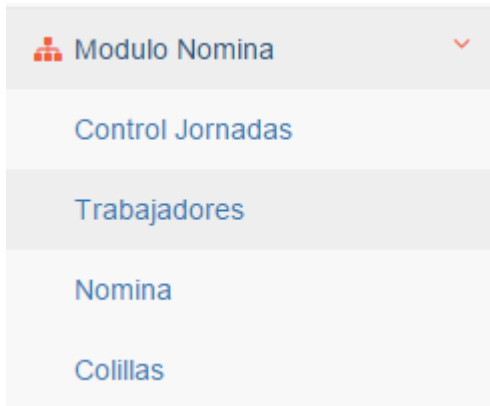 Modulo Nomina
Control Jornadas
Trabajadores
Nomina
Colillas